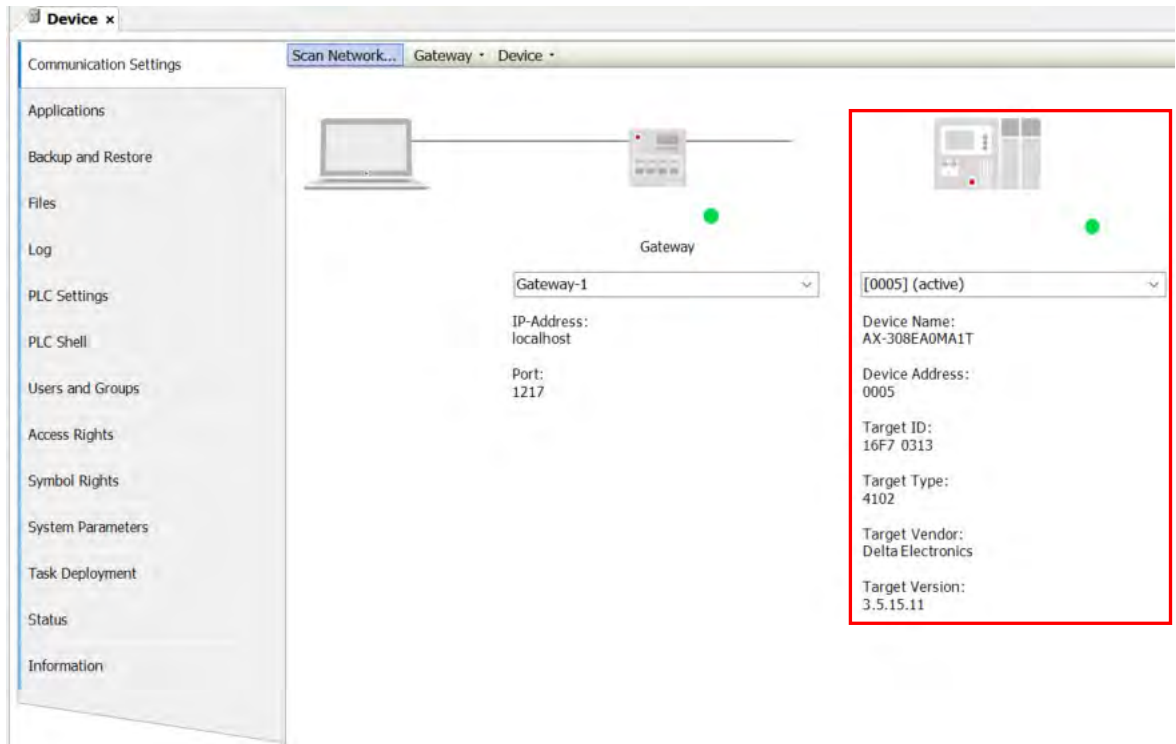 Device ×
Communication Settings
Applications
Backup and Restore
Files
Log
PLC Settings
PLC Shell
Users and Groups
Access Rights
Symbol Rights
System Parameters
Task Deployment
Status
Information
Scan Network... Gateway Device
Gateway
Gateway-1
IP-Address:
localhost
Port:
1217
[0005] (active)
Device Name:
AX-308EA0MA1T
Device Address:
0005
Target ID:
16F7 0313
Target Type:
4102
Target Vendor:
Delta Electronics
Target Version:
3.5.15.11